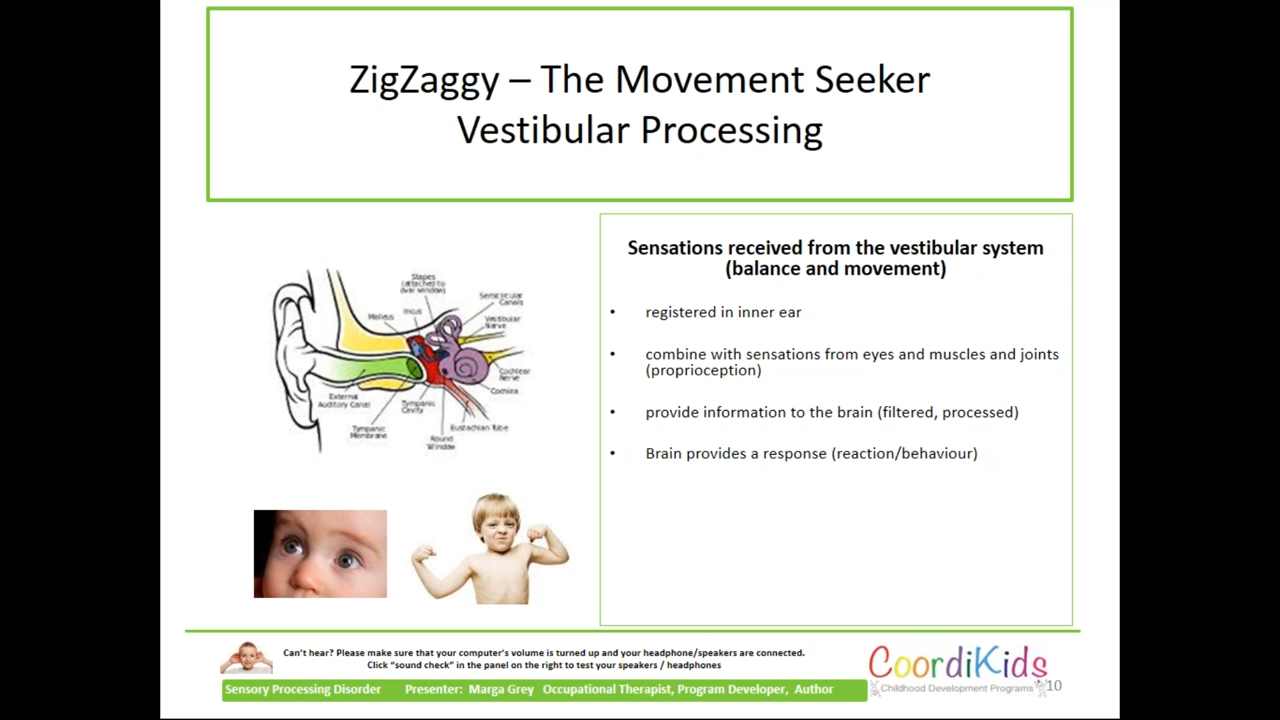 ZigZaggy – The Movement Seeker
Vestibular Processing
Sensations received from the vestibular system
(balance and movement)
• registered in inner ear
• combine with sensations from eyes and muscles and joints
(proprioception)
• provide information to the brain (filtered, processed)
• Brain provides a response (reaction/behaviour)
Stapes
(attached to
oval window)
Semicircular
Canals
Incus
Malleus
Vestibular
Nerve
Cochlear
Nerve
Cochlea
External
Auditory Canal
Tympanic
Cavity
Tympanic
Membrane
Eustachian Tube
Round
Window
Can't hear? Please make sure that your computer's volume is turned up and your headphone/speakers are connected.
Click “sound check” in the panel on the right to test your speakers / headphones
Sensory Processing Disorder Presenter: Marga Grey Occupational Therapist, Program Developer, Author
CoordiKids
Childhood Development Programs
10